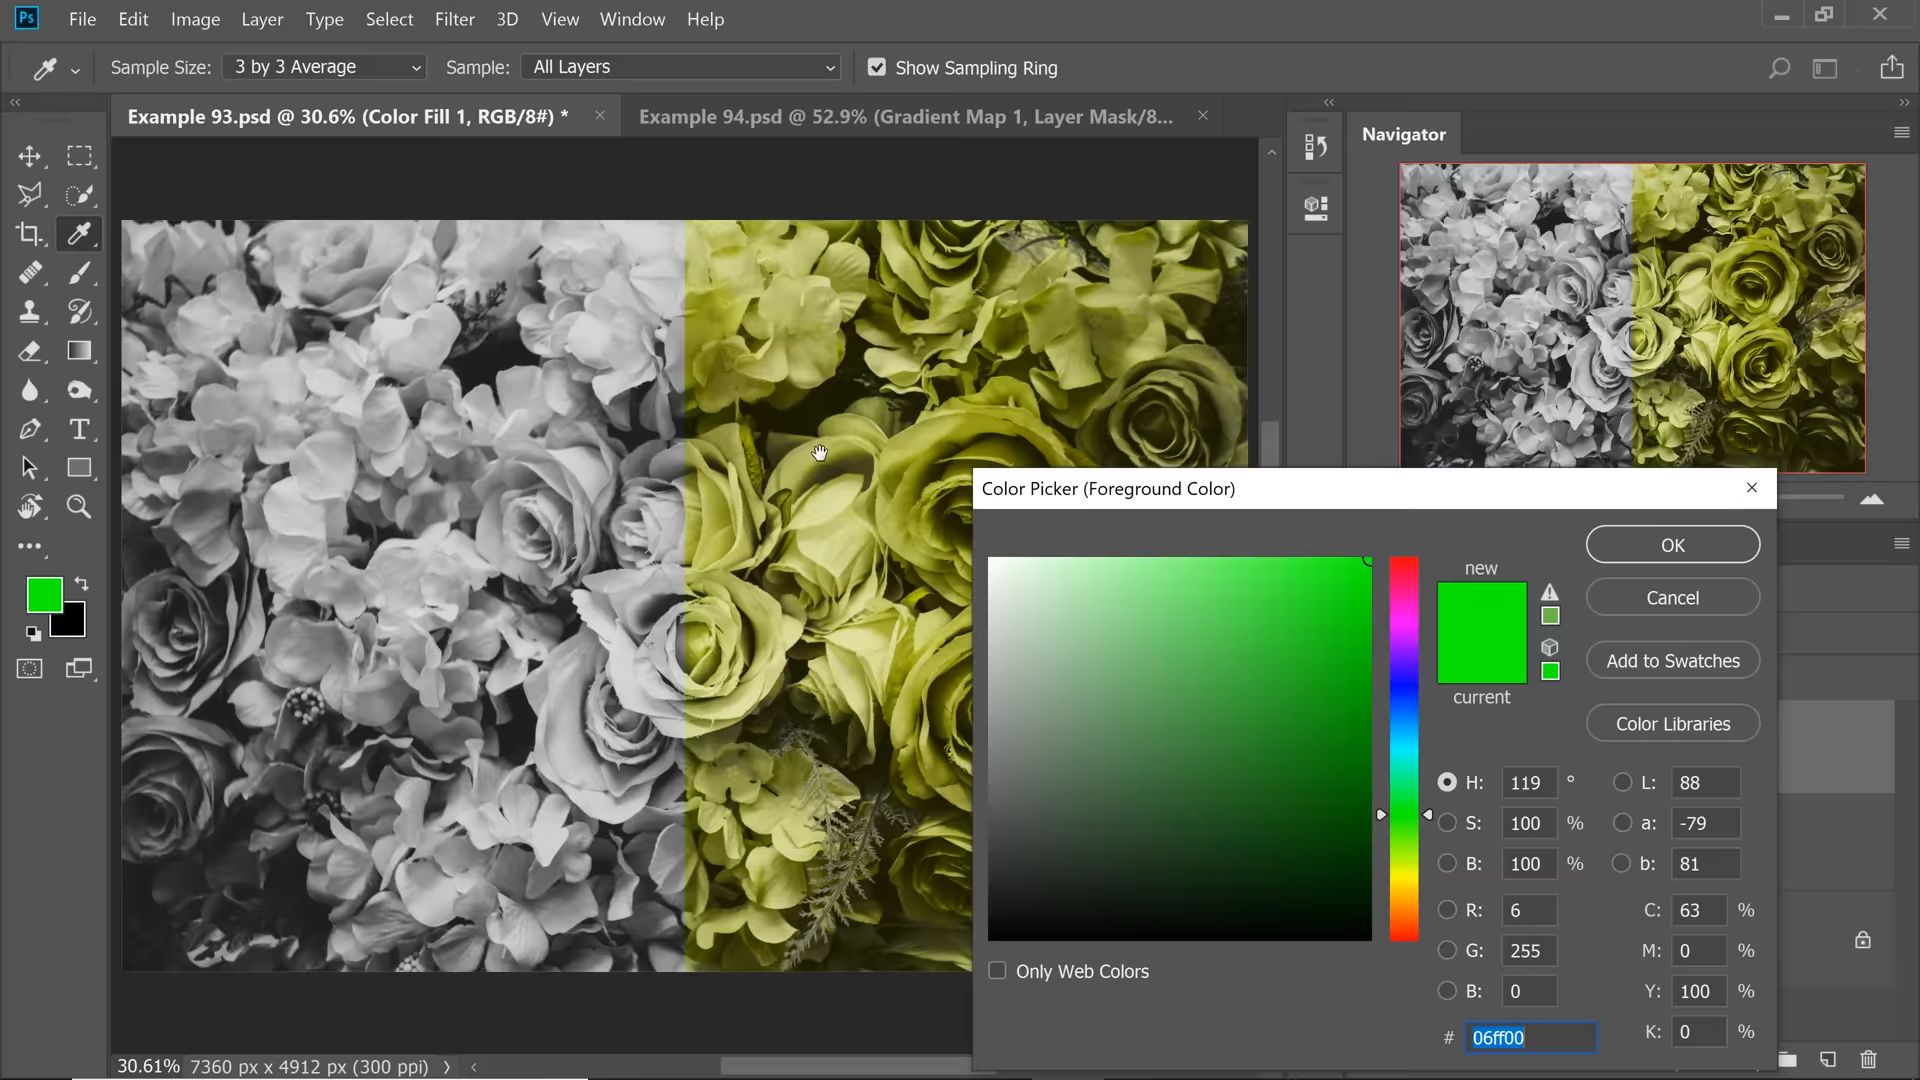 Ps File Edit Image Layer Type Select Filter 3D View Window Help
Sample Size: 3 by 3 Average Sample: All Layers Show Sampling Ring
Example 93.psd @ 30.6% (Color Fill 1, RGB/8#) * Example 94.psd @ 52.9% (Gradient Map 1, Layer Mask/8...
Navigator
T
Color Picker (Foreground Color)
OK
new
Cancel
Add to Swatches
current
Color Libraries
H: 119 ° L: 88
S: 100 % a: -79
B: 100 % b: 81
R: 6 C: 63 %
G: 255 M: 0 %
Only Web Colors
B: 0 Y: 100 %
# 06ff00 K: 0 %
30.61% 7360 px x 4912 px (300 ppi)